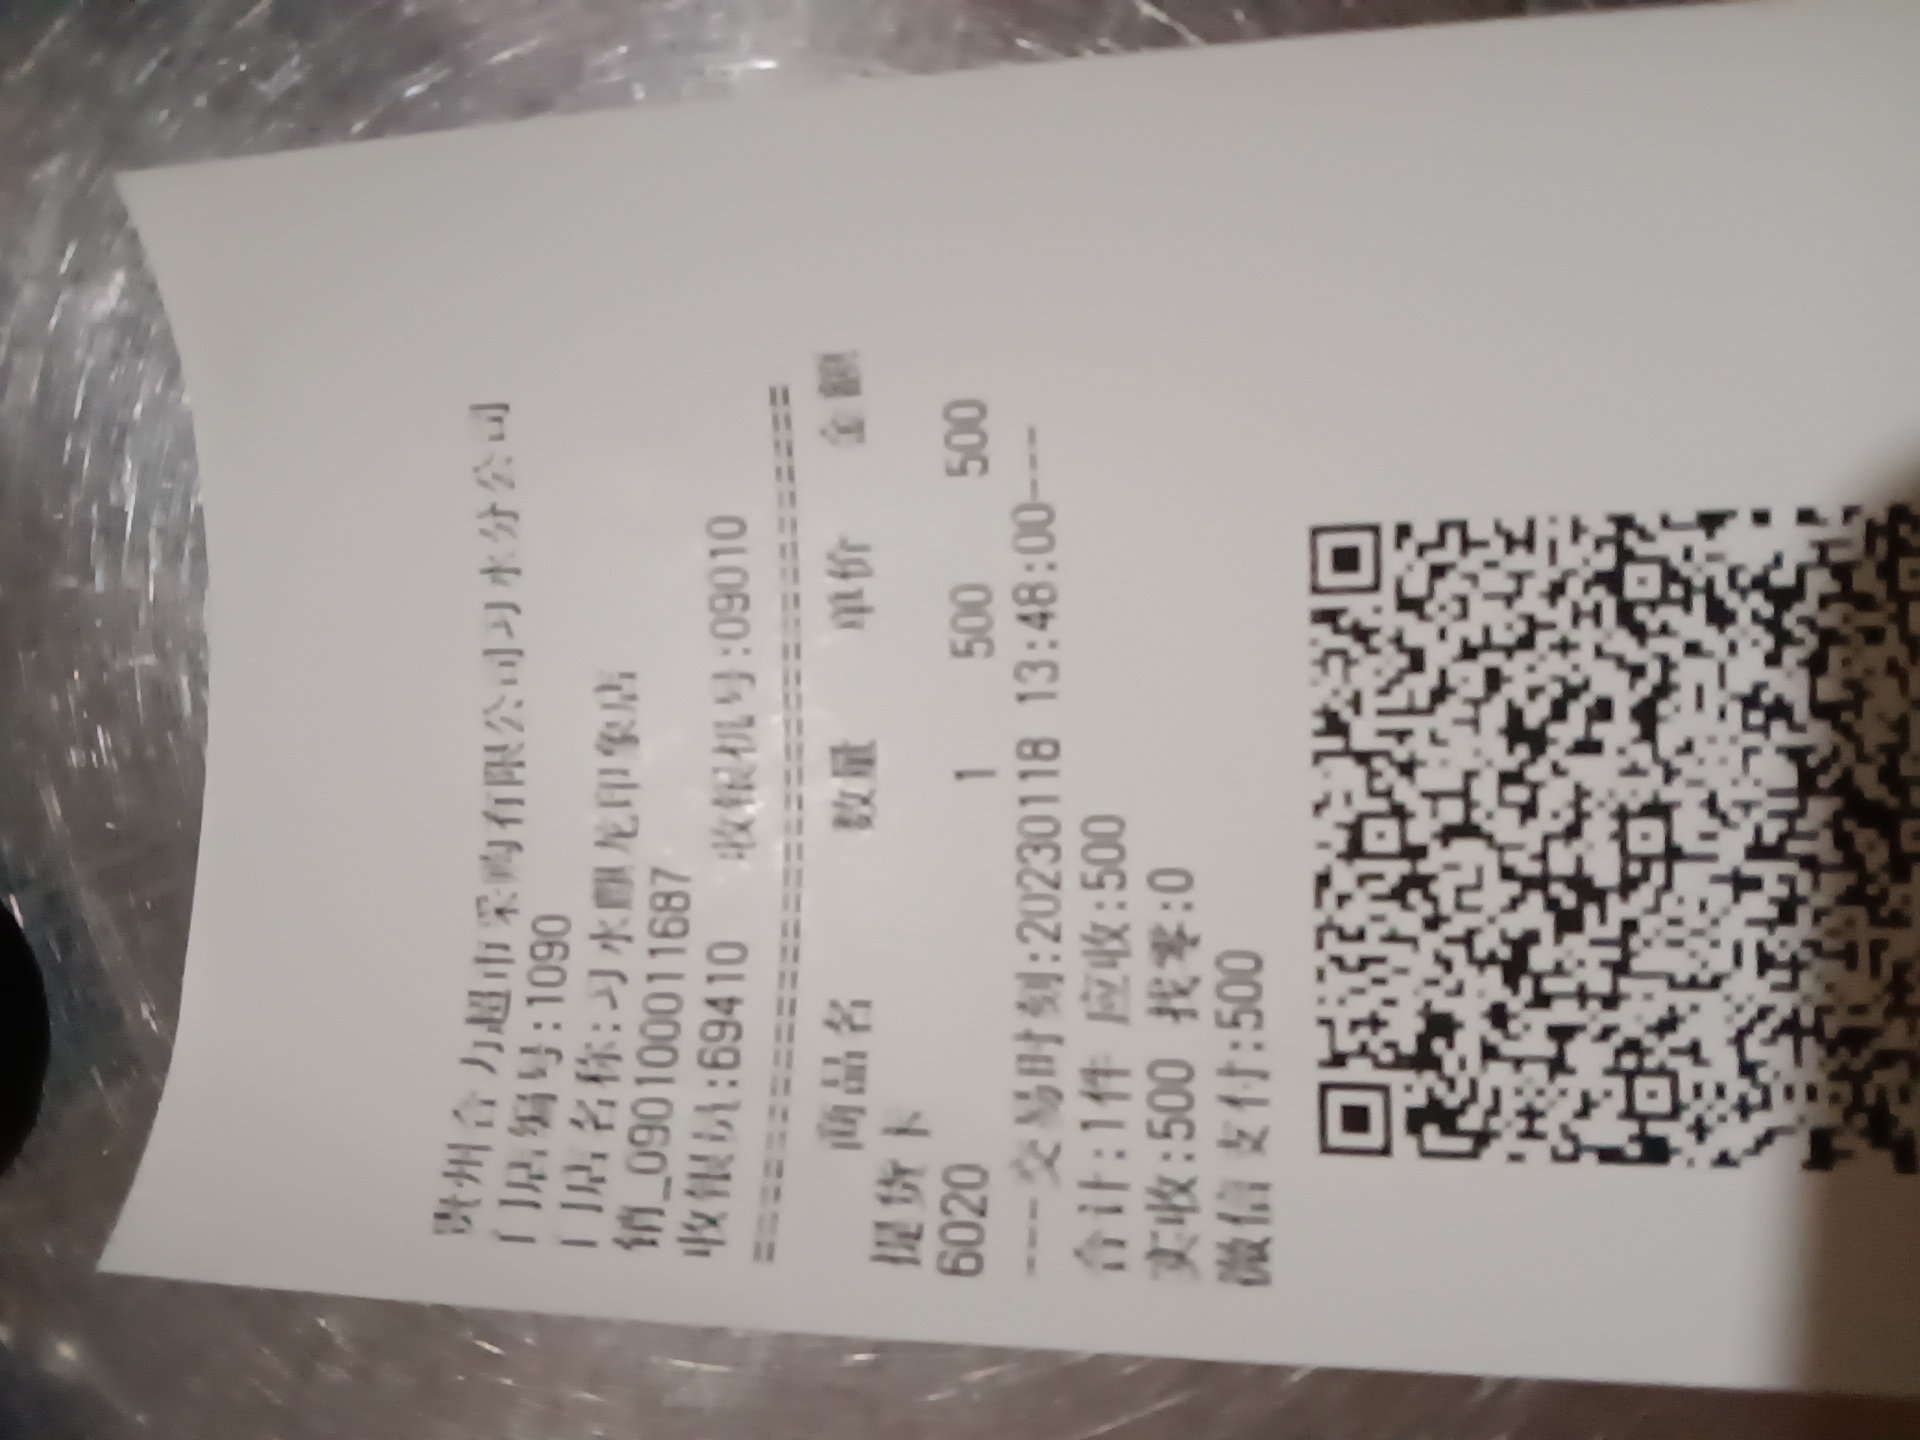 贵州合力超市采购有限公司习水分公司
门店编号:1090
门店名称:习水麒龙印象店
销_090100011687
收银员:69410 收银机号:09010
商品名 数量 单价 金额
提货卡
6020 1 500 500
----交易时刻:20230118 13:48:00----
合计:1件 应收:500
实收:500 找零:0
微信支付:500